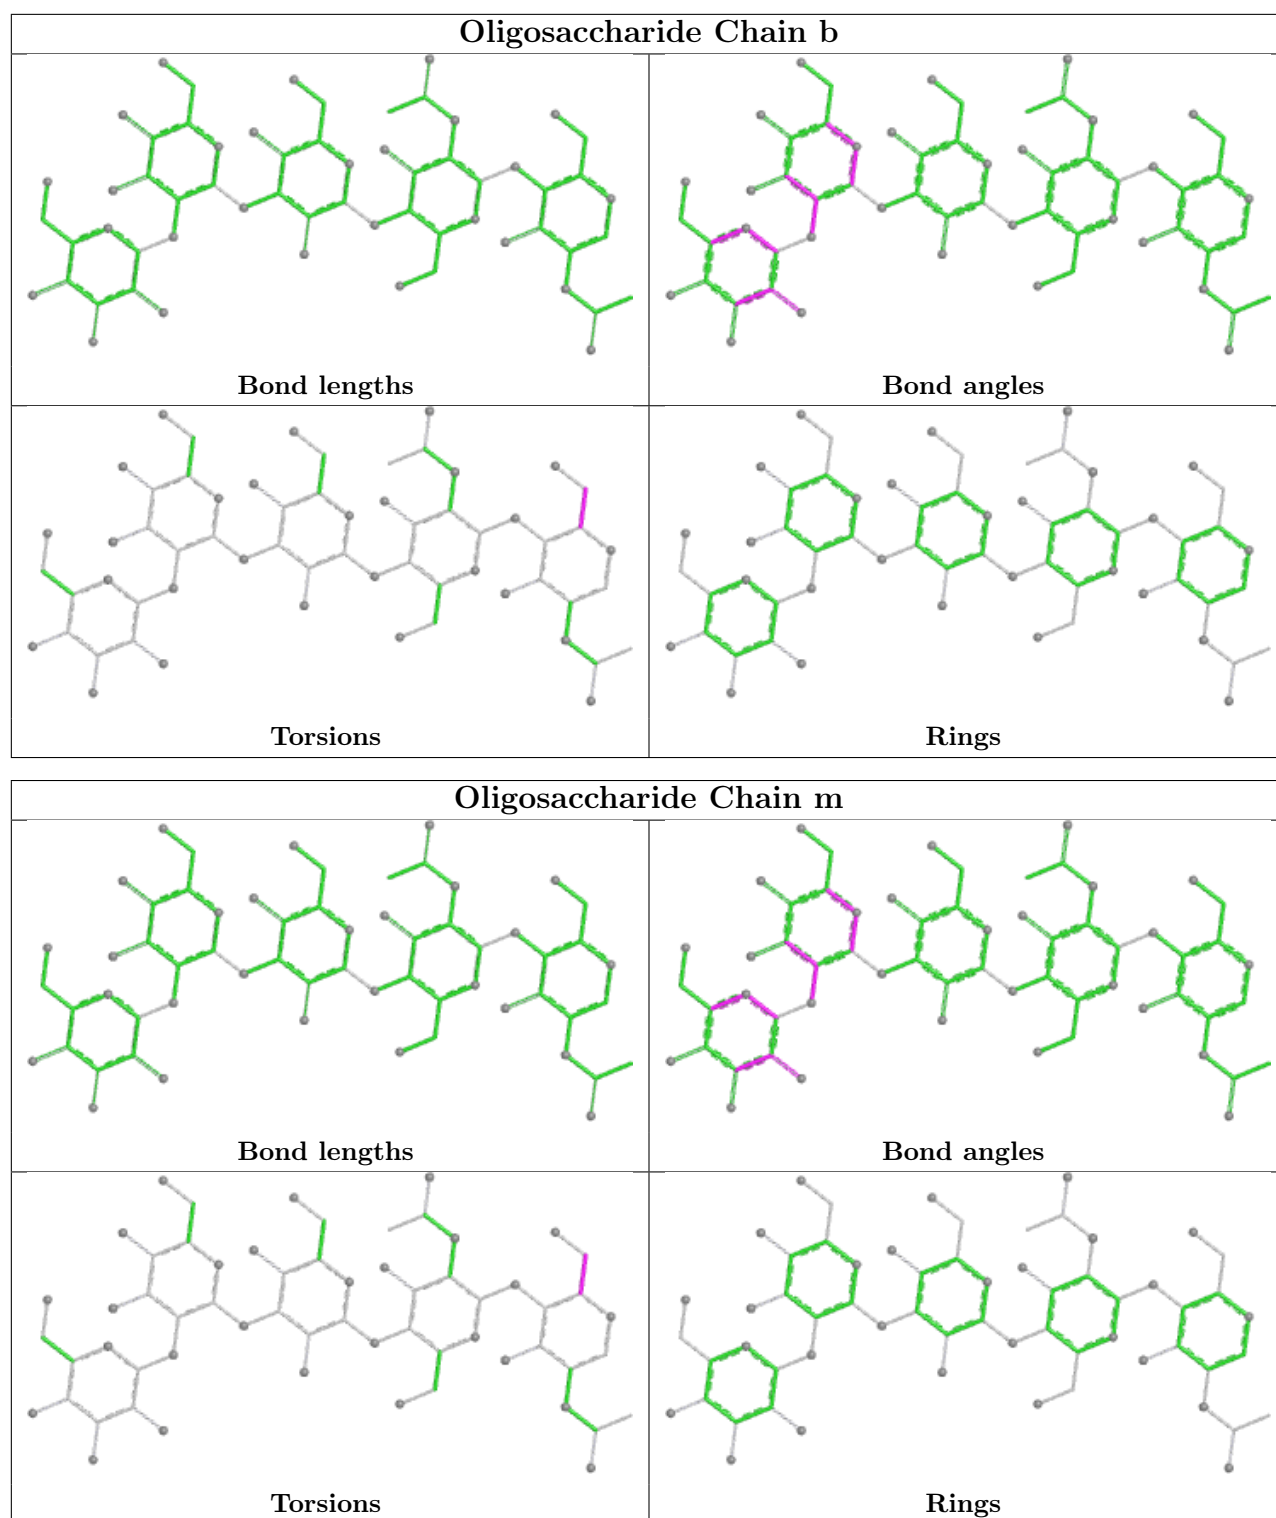 Oligosaccharide Chain b
Bond lengths
Bond angles
Torsions
Rings
Oligosaccharide Chain m
Bond lengths
Bond angles
Torsions
Rings